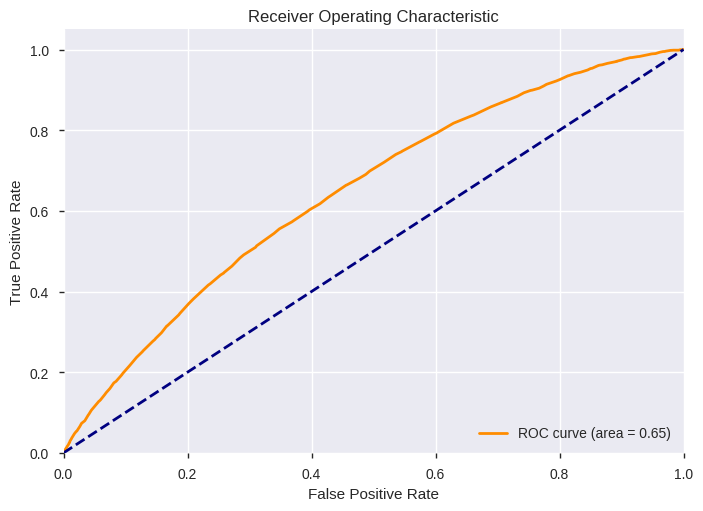 Receiver Operating Characteristic
1.0
0.8
0.6
0.4
0.2
0.0
True Positive Rate
ROC curve (area = 0.65)
0.0 0.2 0.4 0.6 0.8 1.0
False Positive Rate